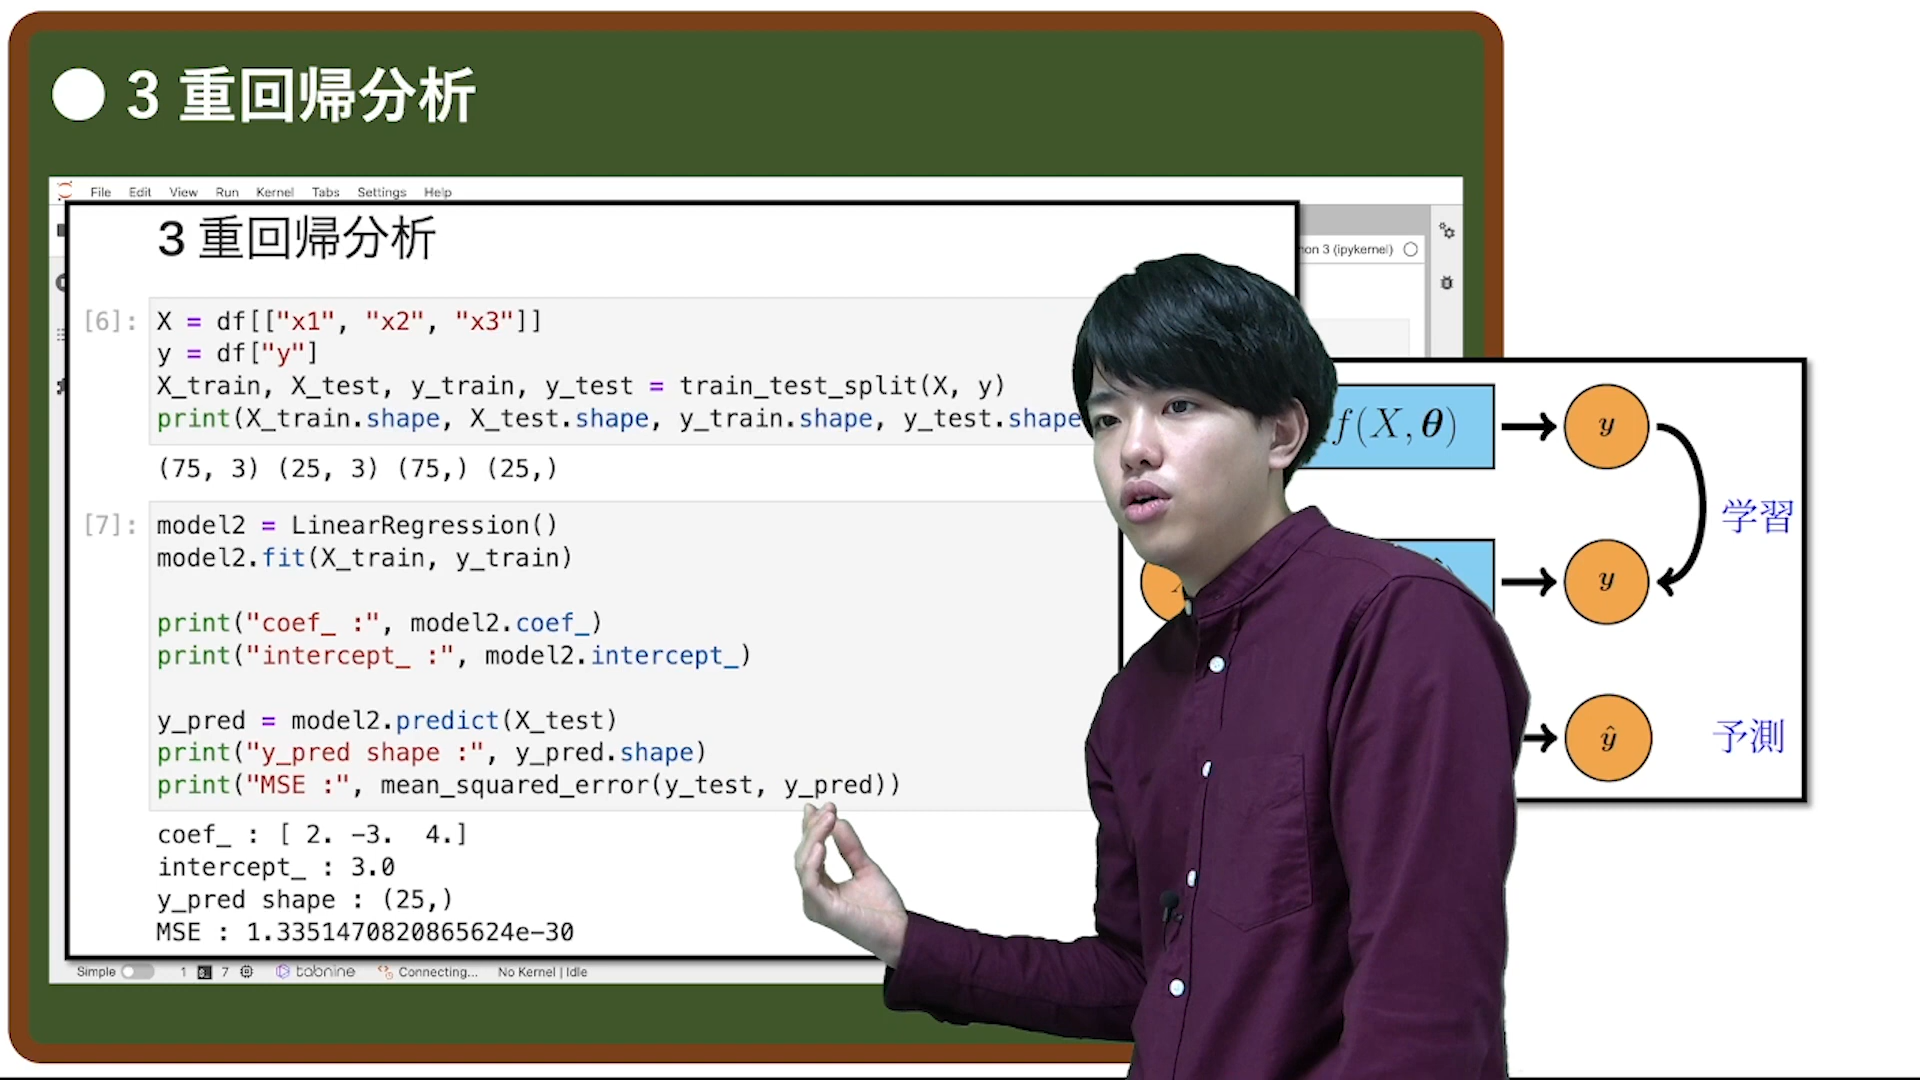 ● 3 重回帰分析
File Edit View Run Kernel Tabs Settings Help
3 重回帰分析
3 (ipykernel)
[6]: X = df[["x1", "x2", "x3"]]
y = df["y"]
X_train, X_test, y_train, y_test = train_test_split(X, y)
print(X_train.shape, X_test.shape, y_train.shape, y_test.shape
(75, 3) (25, 3) (75,) (25,)
[7]: model2 = LinearRegression()
model2.fit(X_train, y_train)
print("coef_ :", model2.coef_)
print("intercept_ :", model2.intercept_)
y_pred = model2.predict(X_test)
print("y_pred shape :", y_pred.shape)
print("MSE :", mean_squared_error(y_test, y_pred))
coef_ : [ 2. -3.  4.]
intercept_ : 3.0
y_pred shape : (25,)
MSE : 1.3351470820865624e-30
Simple 1 7 tabnine Connecting... No Kernel | Idle
f(X, θ) y
学習
y
ŷ 予測